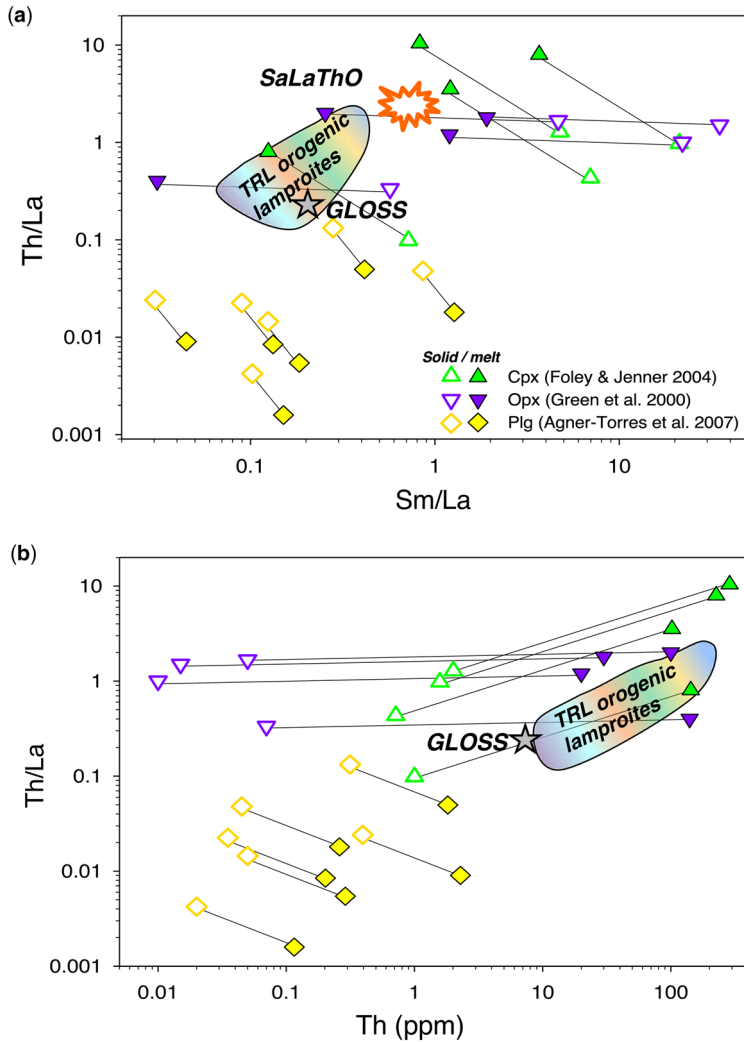 (a)
10
1
0.1
0.01
0.001
Th/La
SaLaThO
TRL orogenic
lamproites
GLOSS
Solid / melt
Cpx (Foley & Jenner 2004)
Opx (Green et al. 2000)
Plg (Agner-Torres et al. 2007)
0.1 1 10
Sm/La
(b)
10
1
0.1
0.01
0.001
Th/La
TRL orogenic
lamproites
GLOSS
0.01 0.1 1 10 100
Th (ppm)